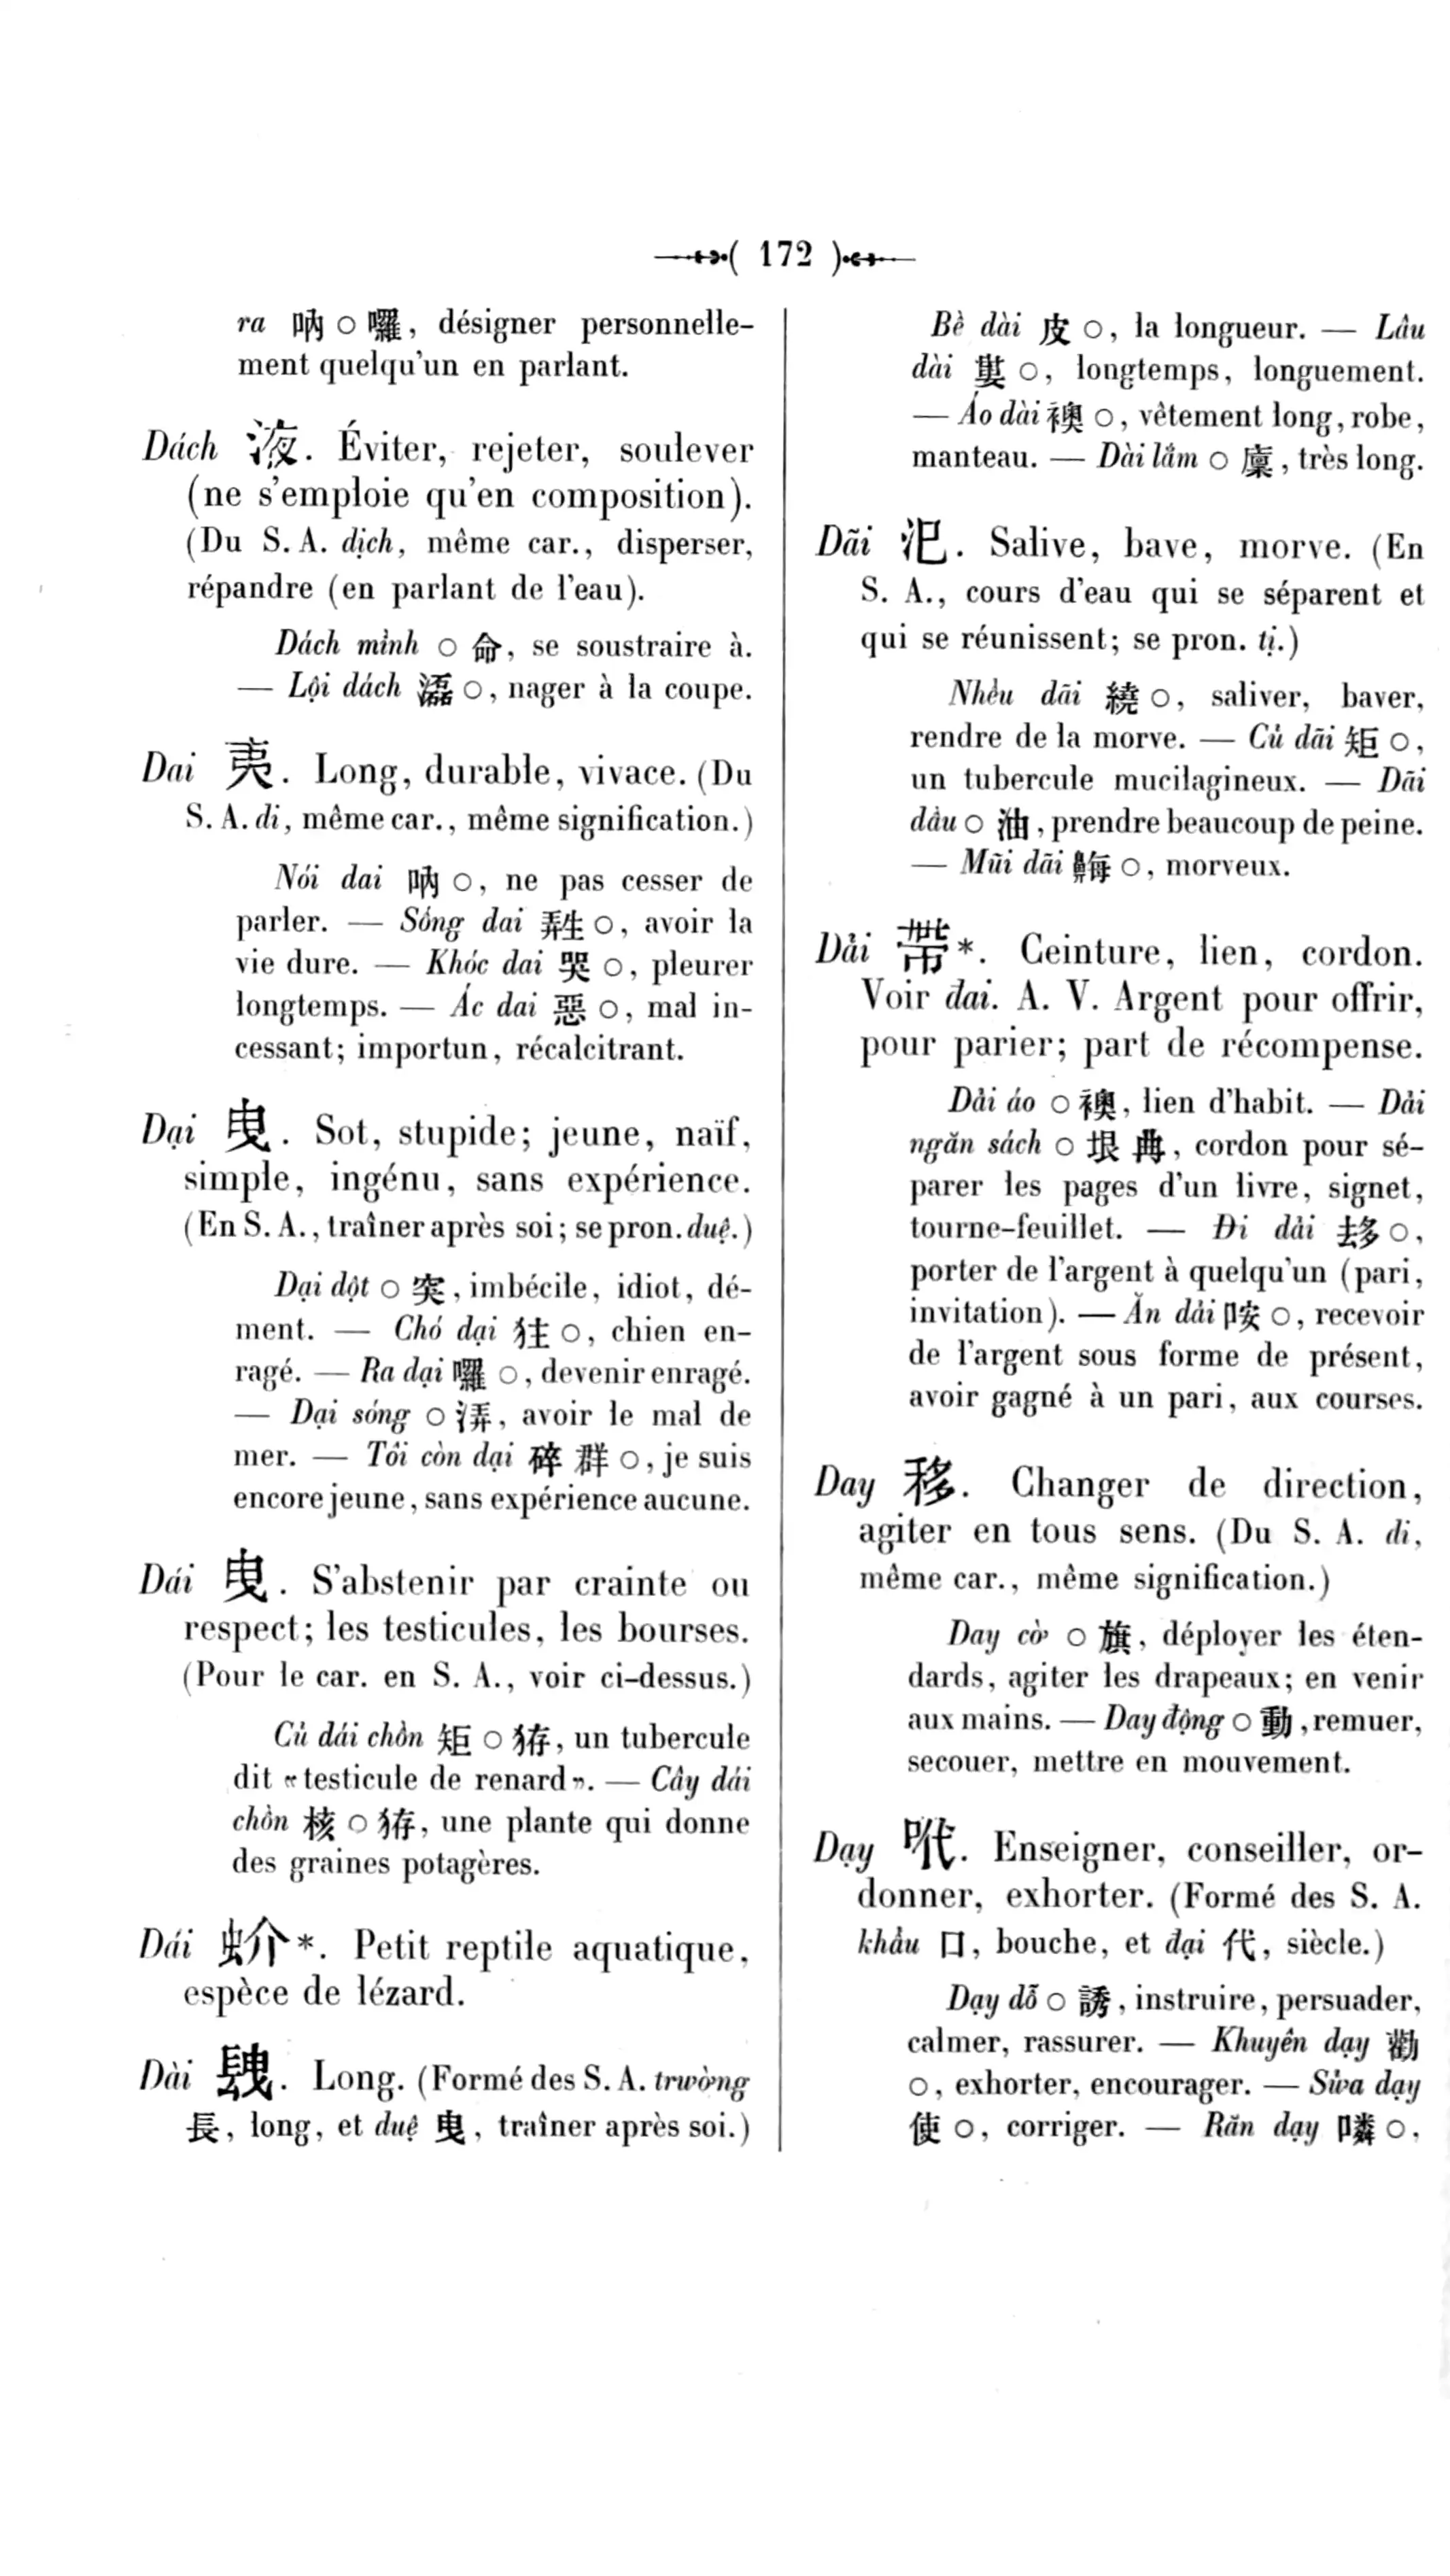 ( 172 )
ra 吶 ○ 囉, désigner personnelle-
ment quelqu'un en parlant.
Dách 液. Éviter, rejeter, soulever
(ne s'emploie qu'en composition).
(Du S. A. dịch, même car., disperser,
répandre (en parlant de l'eau).
Dách mình ○ 命, se soustraire à.
— Lội dách ○, nager à la coupe.
Dai 夷. Long, durable, vivace. (Du
S. A. di, même car., même signification.)
Nói dai 吶 ○, ne pas cesser de
parler. — Sống dai ○, avoir la
vie dure. — Khóc dai 哭 ○, pleurer
longtemps. — Ác dai 惡 ○, mal in-
cessant; importun, récalcitrant.
Dại 曳. Sot, stupide; jeune, naïf,
simple, ingénu, sans expérience.
(En S. A., traîner après soi; se pron. duệ.)
Dại dột ○ 突, imbécile, idiot, dé-
ment. — Chó dại ○, chien en-
ragé. — Ra dại 囉 ○, devenir enragé.
— Dại sóng ○, avoir le mal de
mer. — Tôi còn dại 碎 群 ○, je suis
encore jeune, sans expérience aucune.
Dái 曳. S'abstenir par crainte ou
respect; les testicules, les bourses.
(Pour le car. en S. A., voir ci-dessus.)
Củ dái chồn 矩 ○, un tubercule
dit «testicule de renard». — Cây dái
chồn 核 ○, une plante qui donne
des graines potagères.
Dái 蚧*. Petit reptile aquatique,
espèce de lézard.
Dài 𨱽. Long. (Formé des S. A. trường
長, long, et duệ 曳, traîner après soi.)
Bề dài 皮 ○, la longueur. — Lâu
dài 婁 ○, longtemps, longuement.
— Áo dài 襖 ○, vêtement long, robe,
manteau. — Dài lắm ○ 廩, très long.
Dãi 汜. Salive, bave, morve. (En
S. A., cours d'eau qui se séparent et
qui se réunissent; se pron. tị.)
Nhểu dãi 繞 ○, saliver, baver,
rendre de la morve. — Củ dãi 矩 ○,
un tubercule mucilagineux. — Dãi
dầu ○ 油, prendre beaucoup de peine.
— Mũi dãi ○, morveux.
Dải 帶*. Ceinture, lien, cordon.
Voir đai. A. V. Argent pour offrir,
pour parier; part de récompense.
Dải áo ○ 襖, lien d'habit. — Dải
ngăn sách ○ 垠 冊, cordon pour sé-
parer les pages d'un livre, signet,
tourne-feuillet. — Đi dải 𠫾 ○,
porter de l'argent à quelqu'un (pari,
invitation). — Ăn dải 咹 ○, recevoir
de l'argent sous forme de présent,
avoir gagné à un pari, aux courses.
Day 移. Changer de direction,
agiter en tous sens. (Du S. A. di,
même car., même signification.)
Day cờ ○ 旗, déployer les éten-
dards, agiter les drapeaux; en venir
aux mains. — Day động ○ 動, remuer,
secouer, mettre en mouvement.
Dạy 𠰺. Enseigner, conseiller, or-
donner, exhorter. (Formé des S. A.
khẩu 口, bouche, et đại 代, siècle.)
Dạy dỗ ○ 誘, instruire, persuader,
calmer, rassurer. — Khuyên dạy 勸
○, exhorter, encourager. — Sửa dạy
使 ○, corriger. — Răn dạy 嶙 ○,